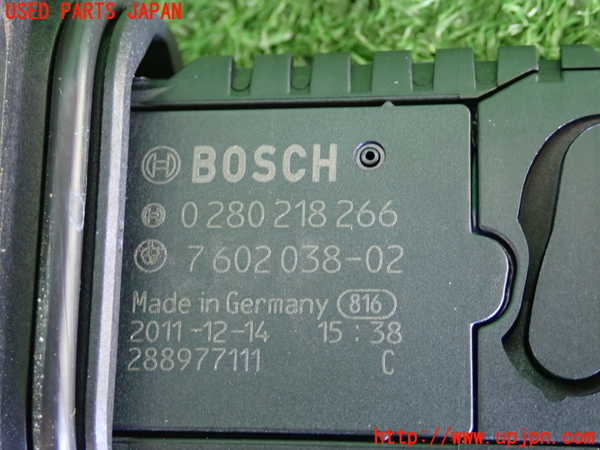 USED PARTS JAPAN
BOSCH
0 280 218 266
7 602 038-02
Made in Germany 816
2011-12-14 15:38
288977111 C
http://www.upjpn.com/